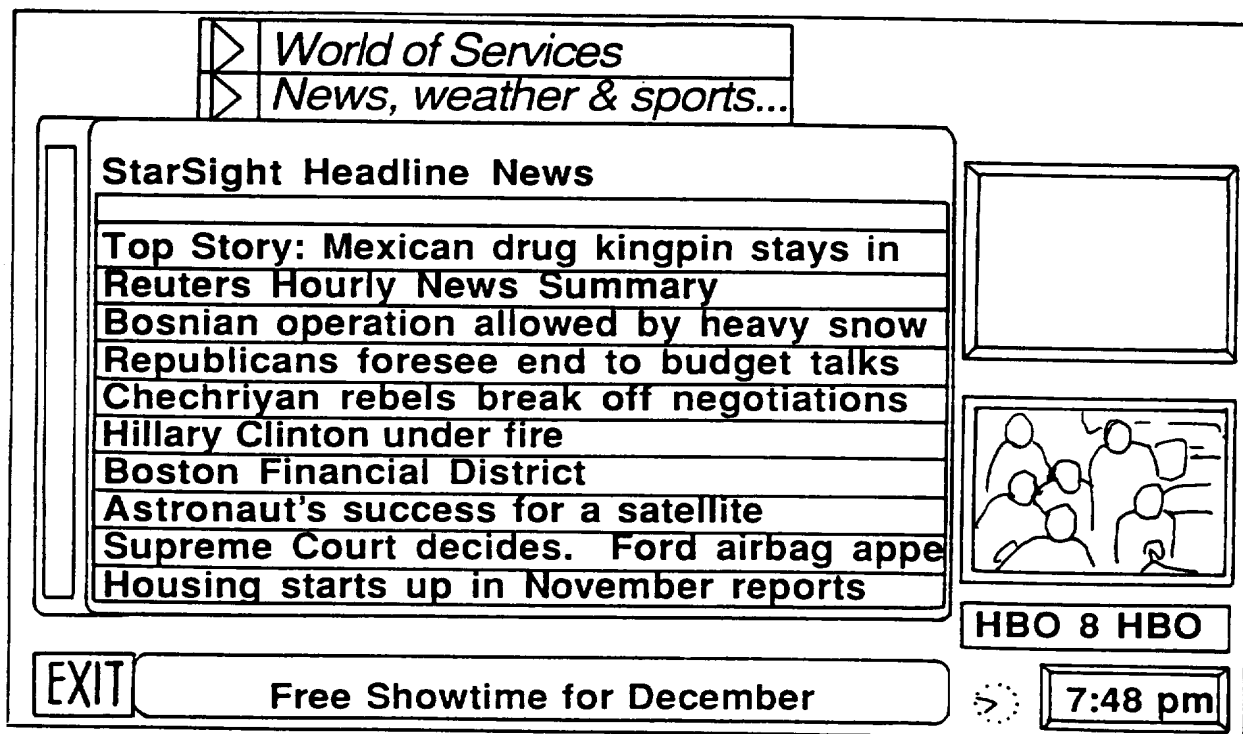 World of Services
News, weather & sports...
StarSight Headline News
Top Story: Mexican drug kingpin stays in
Reuters Hourly News Summary
Bosnian operation allowed by heavy snow
Republicans foresee end to budget talks
Chechriyan rebels break off negotiations
Hillary Clinton under fire
Boston Financial District
Astronaut's success for a satellite
Supreme Court decides. Ford airbag appe
Housing starts up in November reports
HBO 8 HBO
EXIT
Free Showtime for December
7:48 pm